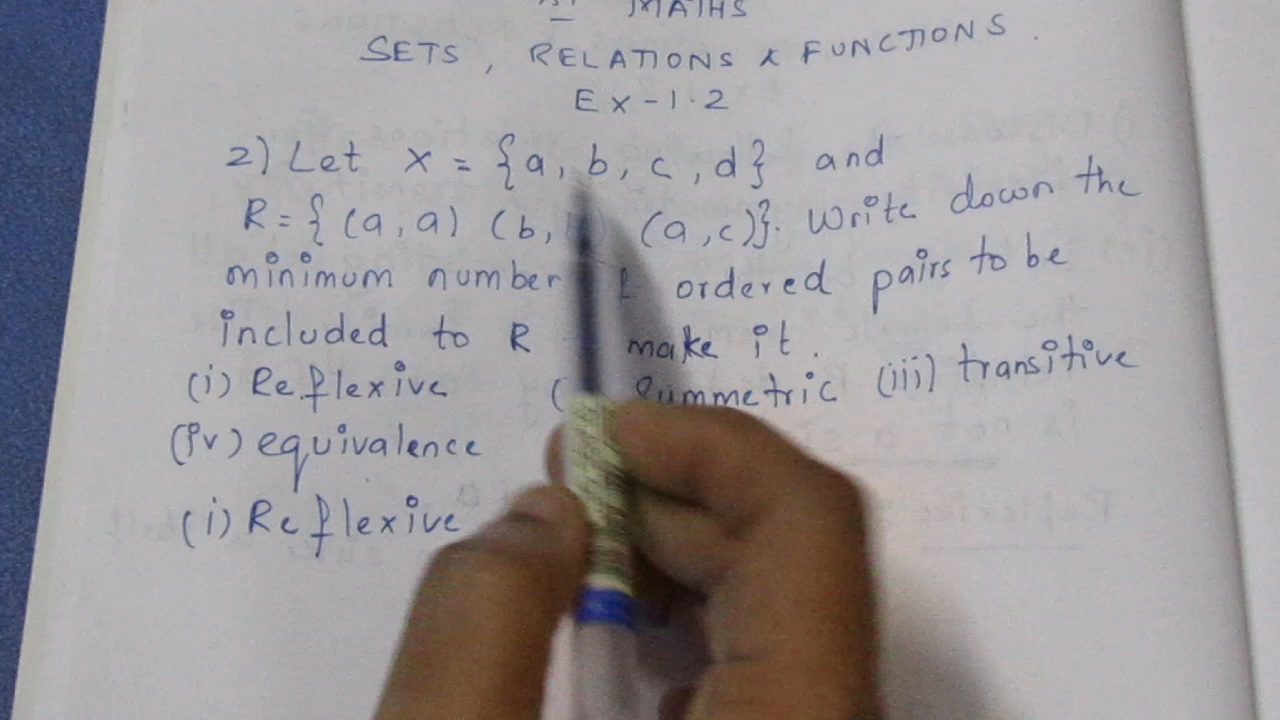 MATHS
SETS, RELATIONS & FUNCTIONS.
Ex-1.2
2) Let X = {a, b, c, d} and
R = { (a, a) (b, ) (a, c)}. Write down the
minimum number ordered pairs to be
included to R make it.
(i) Reflexive ( Symmetric (iii) transitive
(iv) equivalence
(i) Reflexive